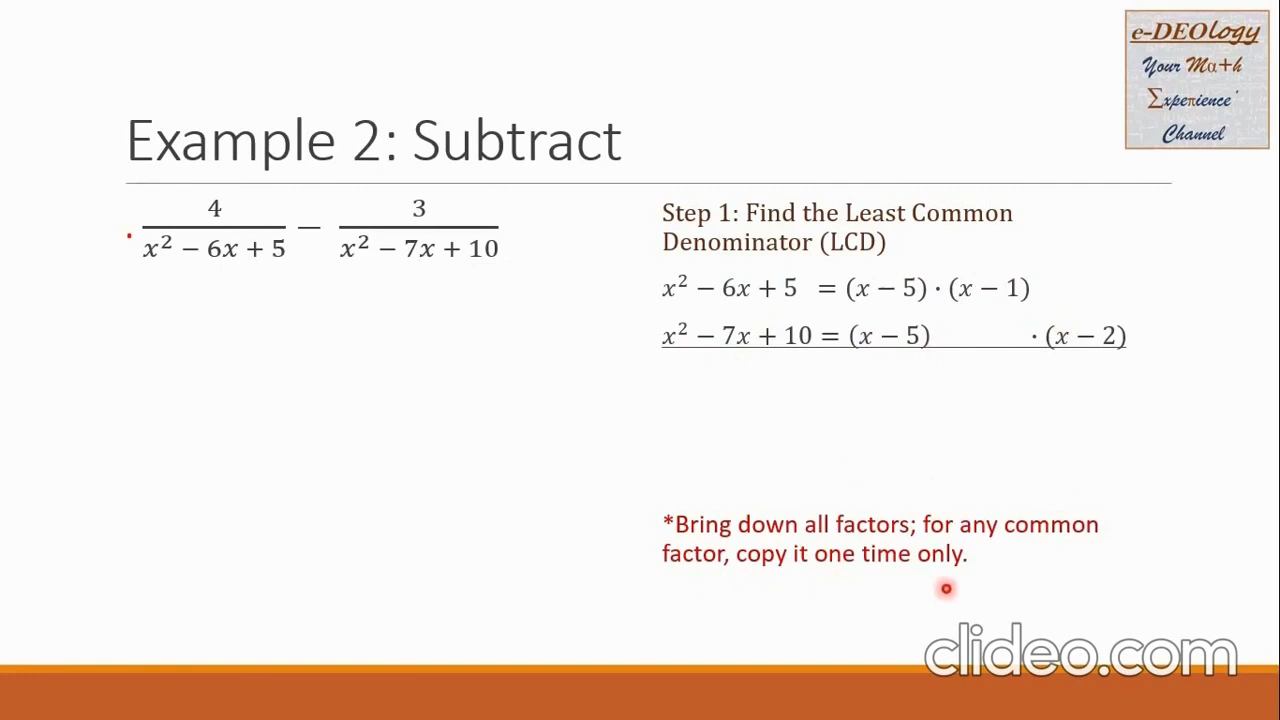 e-DEOlogy
Your Mα+h
Σxpeπience'
Channel
Example 2: Subtract
4/(x² − 6x + 5) − 3/(x² − 7x + 10)
Step 1: Find the Least Common
Denominator (LCD)
x² − 6x + 5 = (x − 5) · (x − 1)
x² − 7x + 10 = (x − 5) · (x − 2)
*Bring down all factors; for any common
factor, copy it one time only.
clideo.com